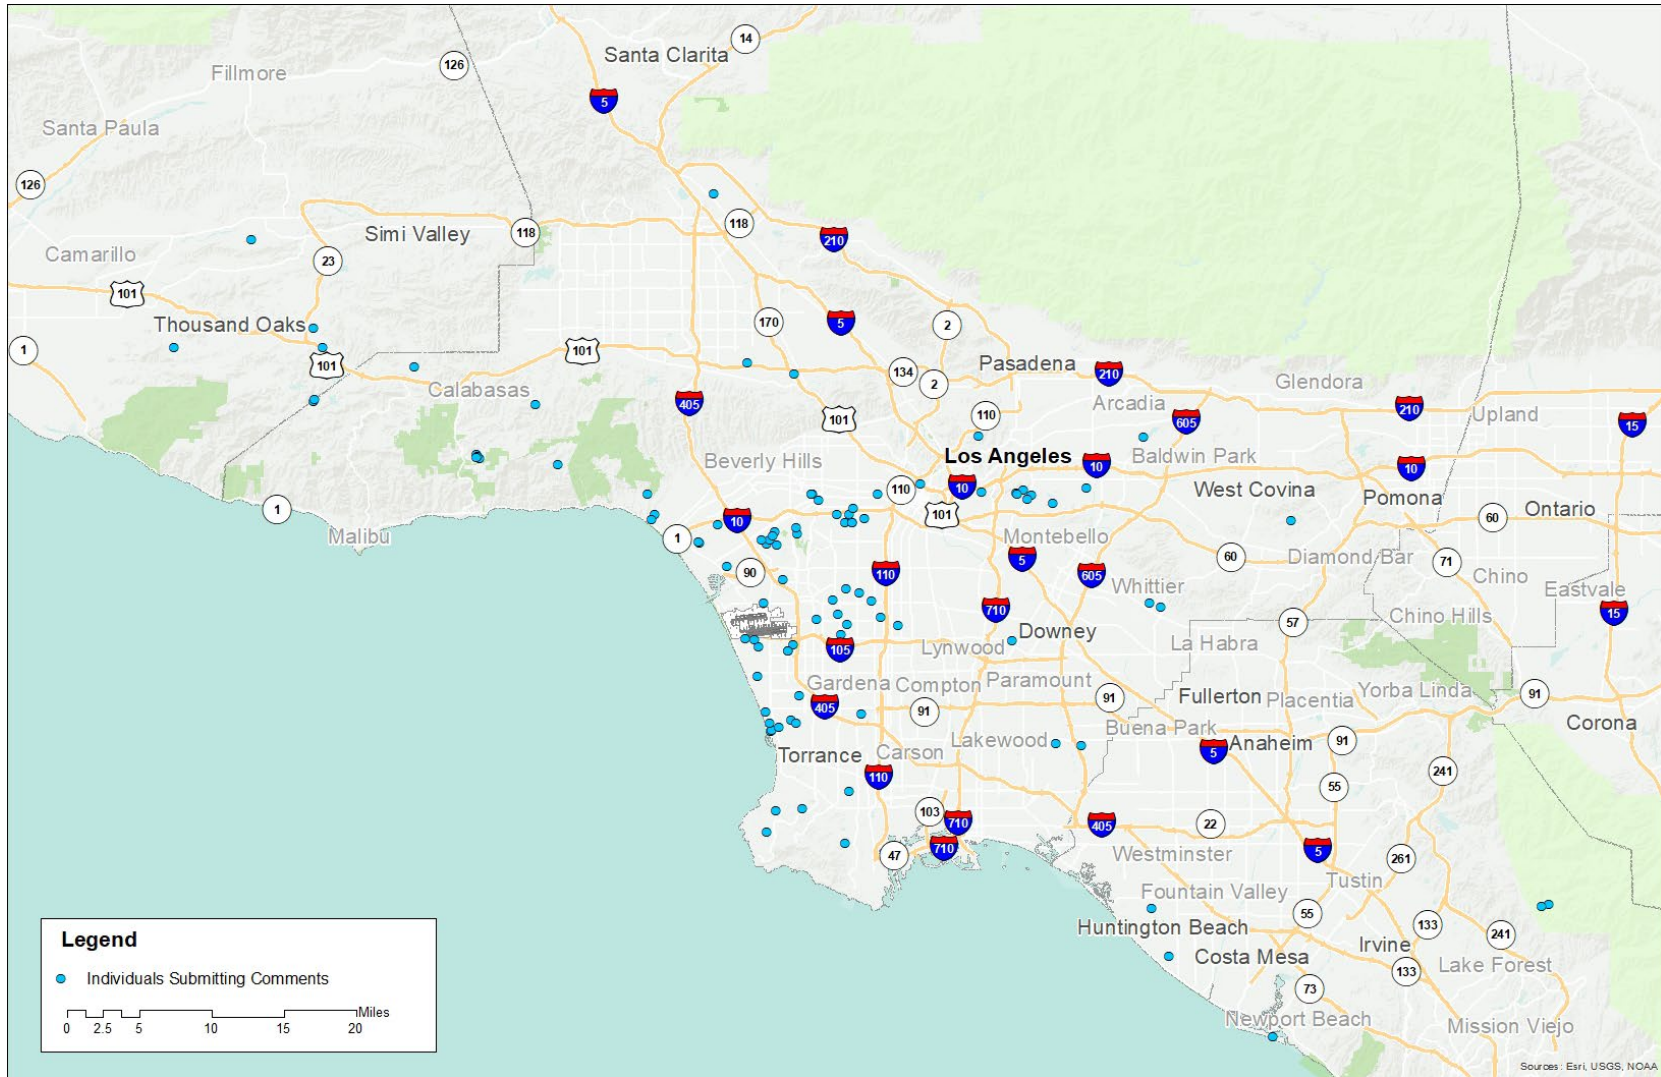 14
Santa Clarita
126
Fillmore
5
Santa Paula
126
118
Simi Valley
118
210
Camarillo
23
101
170
5
2
Thousand Oaks
1
101
101
134
2
Pasadena
210
Glendora
Calabasas
405
110
Arcadia
210
Upland
101
605
15
Beverly Hills
Los Angeles
10
Baldwin Park
10
110
10
West Covina
Pomona
1
10
101
60
Ontario
Malibu
1
Montebello
5
60
Diamond Bar
71
90
110
605
Whittier
Chino
Eastvale
710
Chino Hills
15
57
Downey
105
Lynwood
La Habra
Gardena
Compton
Paramount
Fullerton
Placentia
Yorba Linda
91
405
91
91
Buena Park
Corona
Torrance
Carson
Lakewood
5
Anaheim
91
110
241
55
103
710
405
22
47
710
Westminster
5
261
Tustin
Fountain Valley
55
133
Huntington Beach
241
Costa Mesa
Irvine
Lake Forest
133
73
Newport Beach
Mission Viejo
Legend
Individuals Submitting Comments
Miles
0 2.5 5 10 15 20
Sources: Esri, USGS, NOAA